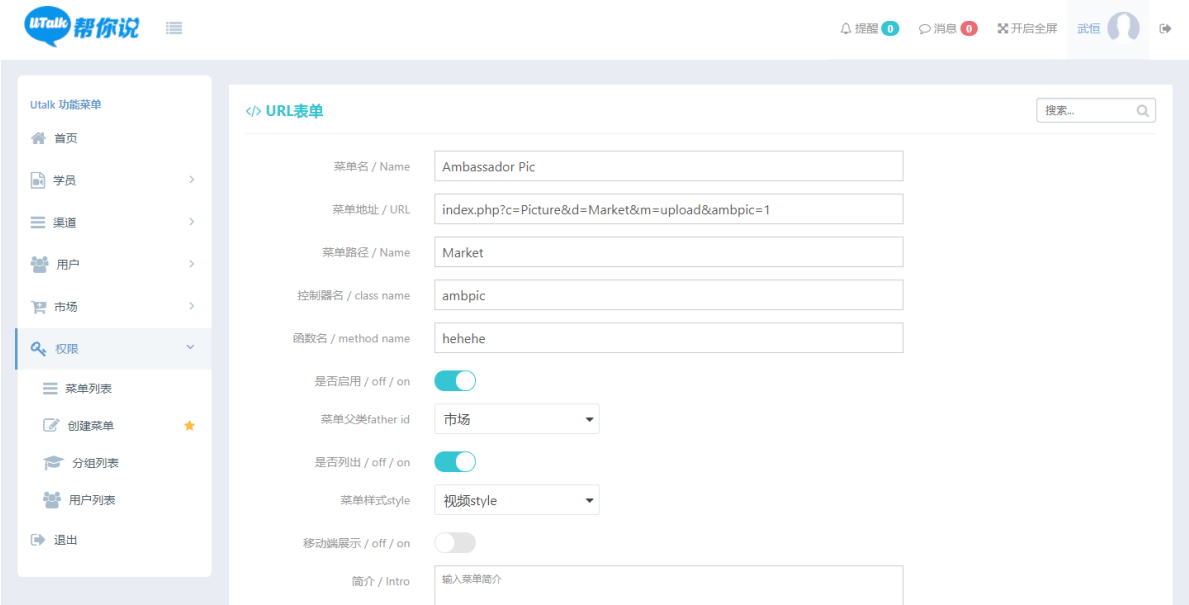 uTalk 帮你说
提醒 0 消息 0 开启全屏 武恒
Utalk 功能菜单
首页
学员
渠道
用户
市场
权限
菜单列表
创建菜单
分组列表
用户列表
退出
</> URL表单
搜索...
菜单名 / Name Ambassador Pic
菜单地址 / URL index.php?c=Picture&d=Market&m=upload&ambpic=1
菜单路径 / Name Market
控制器名 / class name ambpic
函数名 / method name hehehe
是否启用 / off / on
菜单父类father id 市场
是否列出 / off / on
菜单样式style 视频style
移动端展示 / off / on
简介 / Intro 输入菜单简介